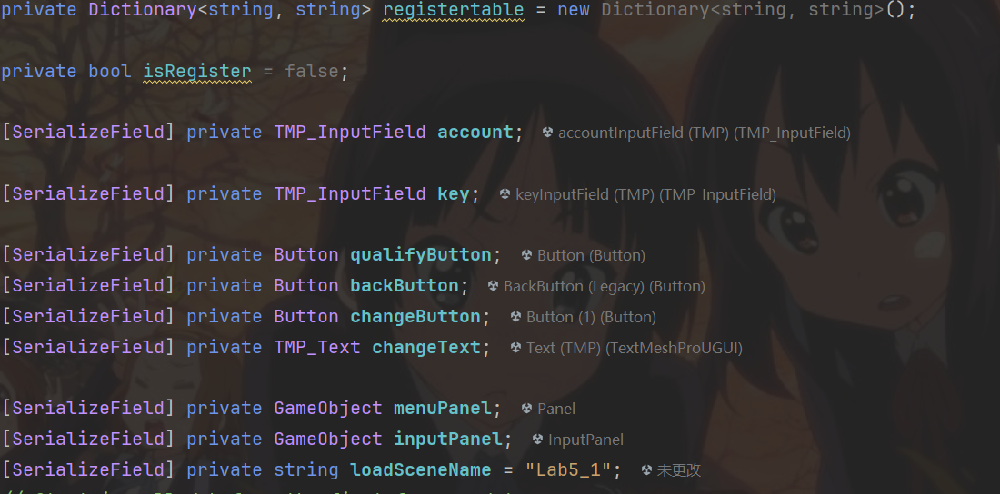 private Dictionary<string, string> registertable = new Dictionary<string, string>();
private bool isRegister = false;
[SerializeField] private TMP_InputField account; accountInputField (TMP) (TMP_InputField)
[SerializeField] private TMP_InputField key; keyInputField (TMP) (TMP_InputField)
[SerializeField] private Button qualifyButton; Button (Button)
[SerializeField] private Button backButton; BackButton (Legacy) (Button)
[SerializeField] private Button changeButton; Button (1) (Button)
[SerializeField] private TMP_Text changeText; Text (TMP) (TextMeshProUGUI)
[SerializeField] private GameObject menuPanel; Panel
[SerializeField] private GameObject inputPanel; InputPanel
[SerializeField] private string loadSceneName = "Lab5_1"; 未更改